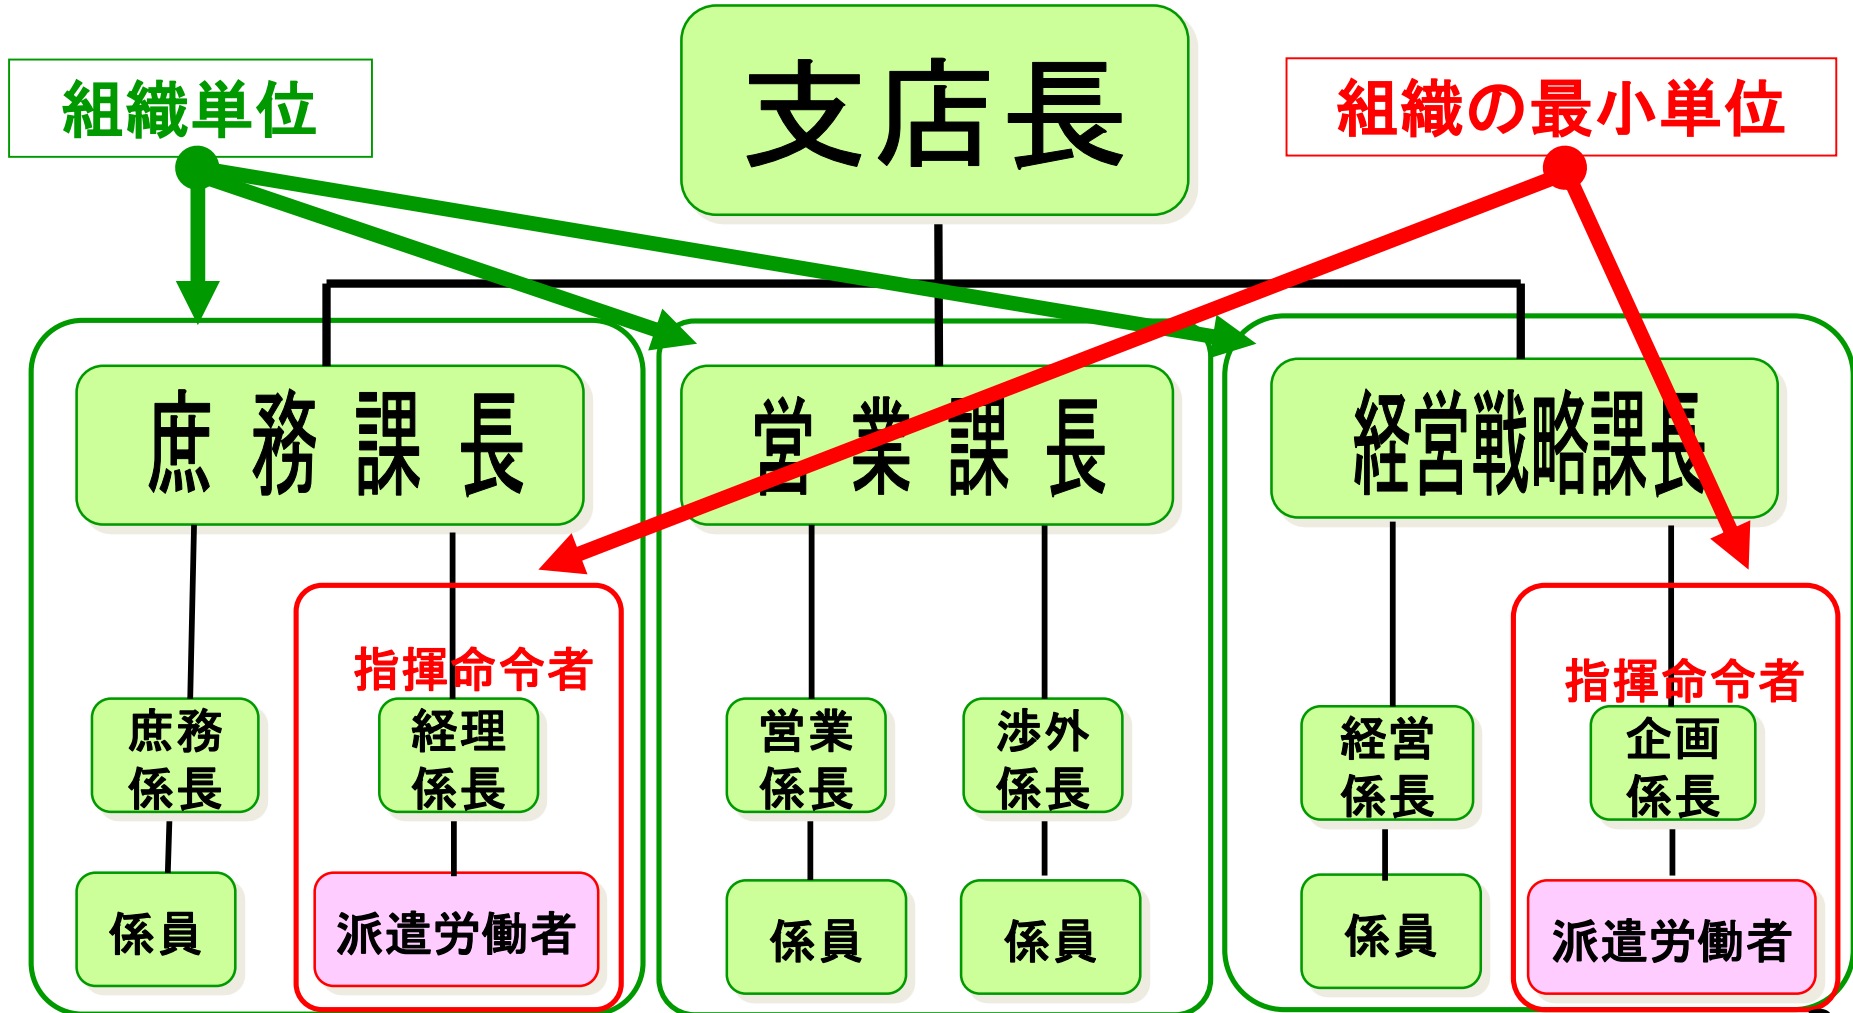 支店長
組織単位
組織の最小単位
庶務課長
営業課長
経営戦略課長
指揮命令者
指揮命令者
庶務
係長
経理
係長
営業
係長
渉外
係長
経営
係長
企画
係長
係員
派遣労働者
係員
係員
係員
派遣労働者